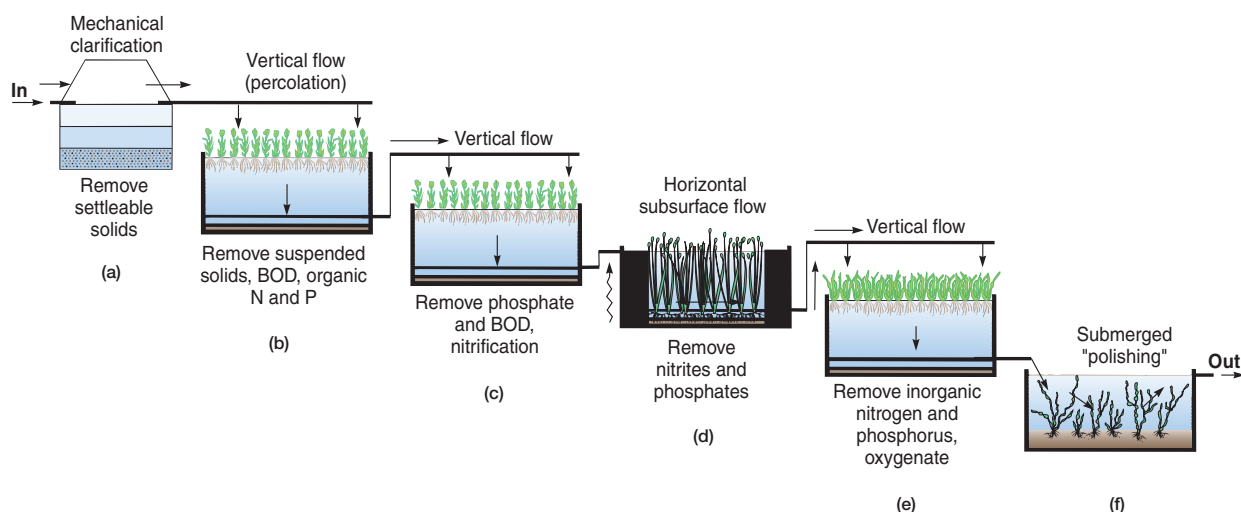 Mechanical
clarification
In
Remove
settleable
solids
(a)
Vertical flow
(percolation)
Remove suspended
solids, BOD, organic
N and P
(b)
Vertical flow
Remove phosphate
and BOD,
nitrification
(c)
Horizontal
subsurface flow
Remove
nitrites and
phosphates
(d)
Vertical flow
Remove inorganic
nitrogen and
phosphorus,
oxygenate
(e)
Submerged
"polishing"
Out
(f)